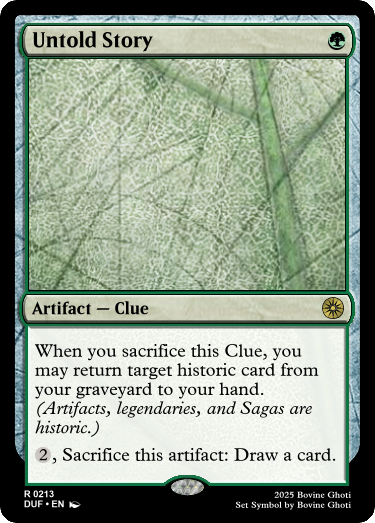 Untold Story
Artifact — Clue
When you sacrifice this Clue, you
may return target historic card from
your graveyard to your hand.
(Artifacts, legendaries, and Sagas are
historic.)
2, Sacrifice this artifact: Draw a card.
R 0213
DUF • EN
2025 Bovine Ghoti
Set Symbol by Bovine Ghoti